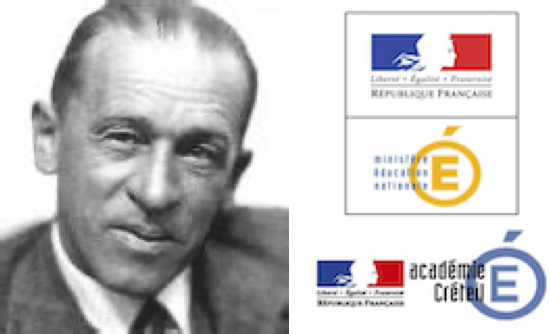 Liberté • Égalité • Fraternité
RÉPUBLIQUE FRANÇAISE
ministère
éducation
nationale
É
académie
Créteil
É
Liberté • Égalité • Fraternité
RÉPUBLIQUE FRANÇAISE